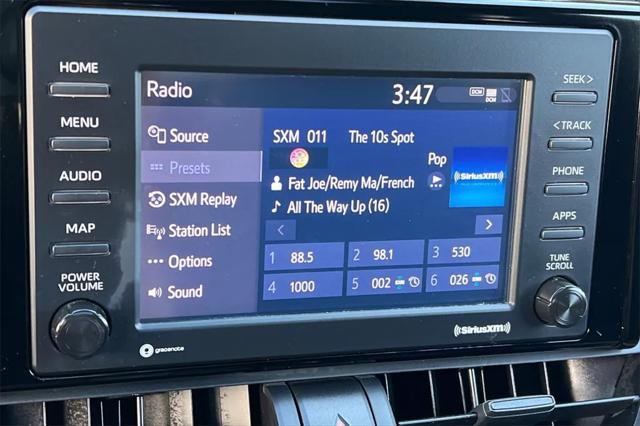 HOME
MENU
AUDIO
MAP
POWER
VOLUME
Radio
3:47
DCM
DCM
Source
Presets
SXM Replay
Station List
Options
Sound
SXM 011 The 10s Spot
Pop
Fat Joe/Remy Ma/French
All The Way Up (16)
SiriusXM
1 88.5
2 98.1
3 530
4 1000
5 002
6 026
SEEK>
<TRACK
PHONE
APPS
TUNE
SCROLL
gracenote
SiriusXM